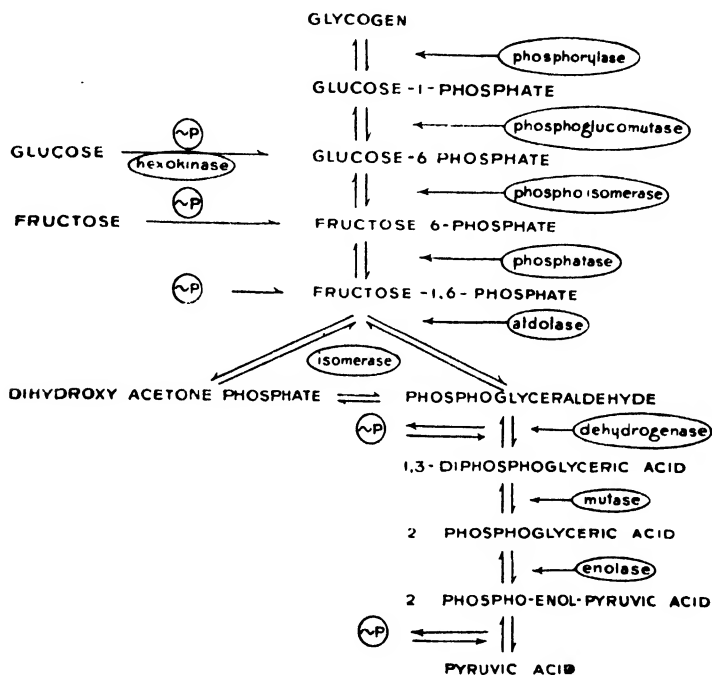 GLYCOGEN
phosphorylase
GLUCOSE-1-PHOSPHATE
~P
phosphoglucomutase
GLUCOSE
hexokinase
GLUCOSE-6 PHOSPHATE
~P
phosphoisomerase
FRUCTOSE
FRUCTOSE 6-PHOSPHATE
phosphatase
~P
FRUCTOSE-1,6-PHOSPHATE
aldolase
isomerase
DIHYDROXY ACETONE PHOSPHATE
PHOSPHOGLYCERALDEHYDE
~P
dehydrogenase
1,3-DIPHOSPHOGLYCERIC ACID
mutase
2 PHOSPHOGLYCERIC ACID
enolase
2 PHOSPHO-ENOL-PYRUVIC ACID
~P
PYRUVIC ACID